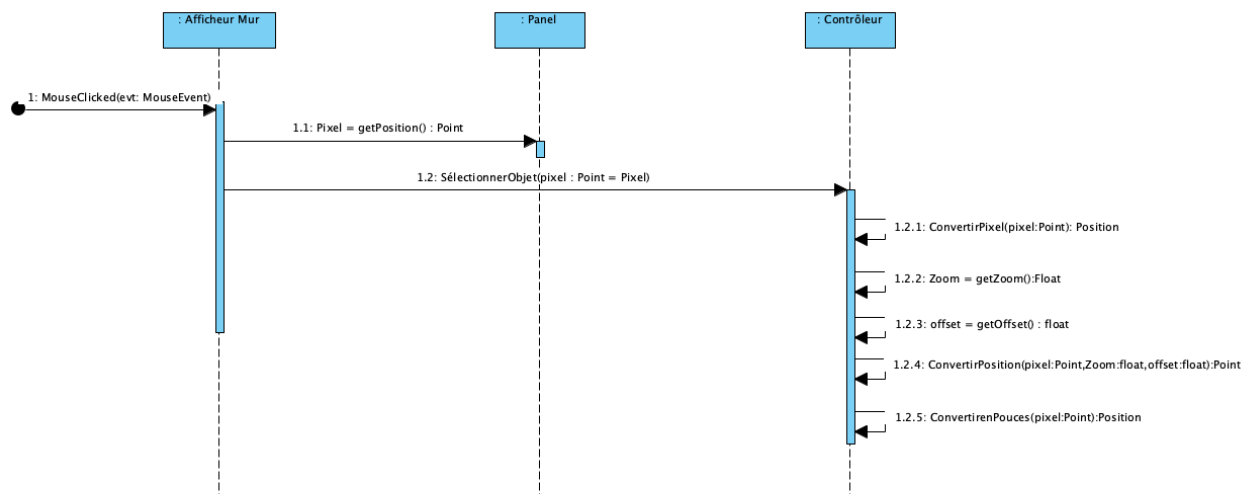 : Afficheur Mur
: Panel
: Contrôleur
1: MouseClicked(evt: MouseEvent)
1.1: Pixel = getPosition() : Point
1.2: SélectionnerObjet(pixel : Point = Pixel)
1.2.1: ConvertirPixel(pixel:Point): Position
1.2.2: Zoom = getZoom():Float
1.2.3: offset = getOffset() : float
1.2.4: ConvertirPosition(pixel:Point,Zoom:float,offset:float):Point
1.2.5: ConvertirenPouces(pixel:Point):Position